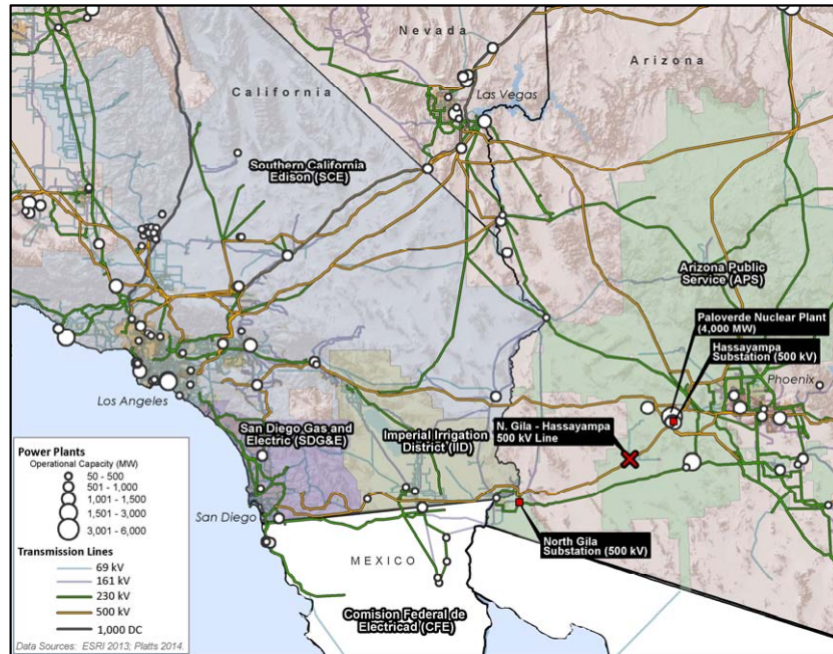 Nevada
Arizona
California
Las Vegas
Southern California
Edison (SCE)
Arizona Public
Service (APS)
Paloverde Nuclear Plant
(4,000 MW)
Hassayampa
Substation (500 kV)
Phoenix
Los Angeles
San Diego Gas and
Electric (SDG&E)
Imperial Irrigation
District (IID)
N. Gila - Hassayampa
500 kV Line
San Diego
North Gila
Substation (500 kV)
MEXICO
Comision Federal de
Electricad (CFE)
Power Plants
Operational Capacity (MW)
50 - 500
501 - 1,000
1,001 - 1,500
1,501 - 3,000
3,001 - 6,000
Transmission Lines
69 kV
161 kV
230 kV
500 kV
1,000 DC
Data Sources: ESRI 2013; Platts 2014.